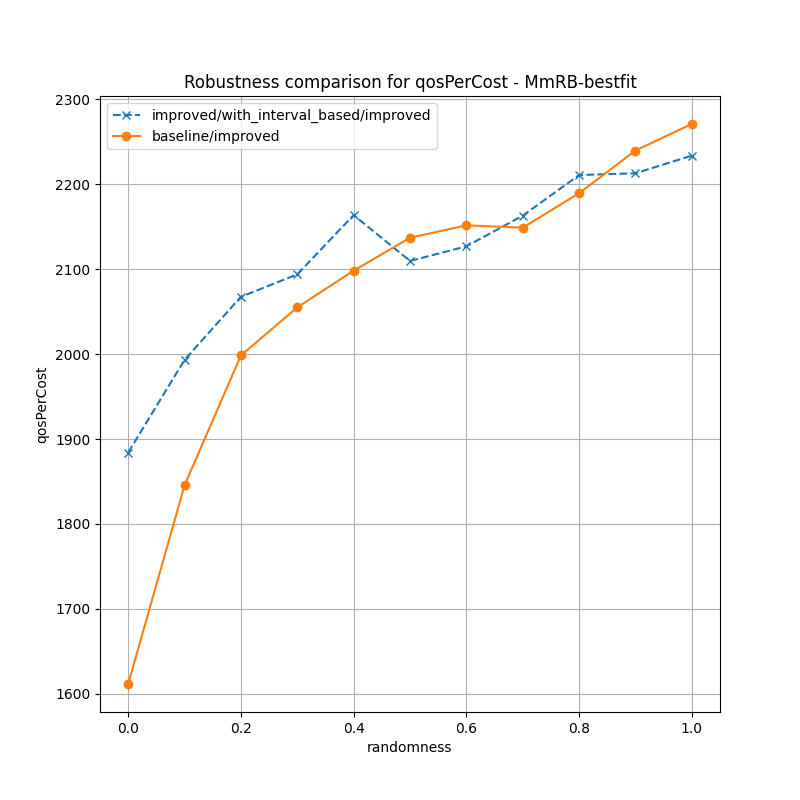 Robustness comparison for qosPerCost - MmRB-bestfit
improved/with_interval_based/improved
baseline/improved
2300
2200
2100
2000
1900
1800
1700
1600
qosPerCost
0.0 0.2 0.4 0.6 0.8 1.0
randomness